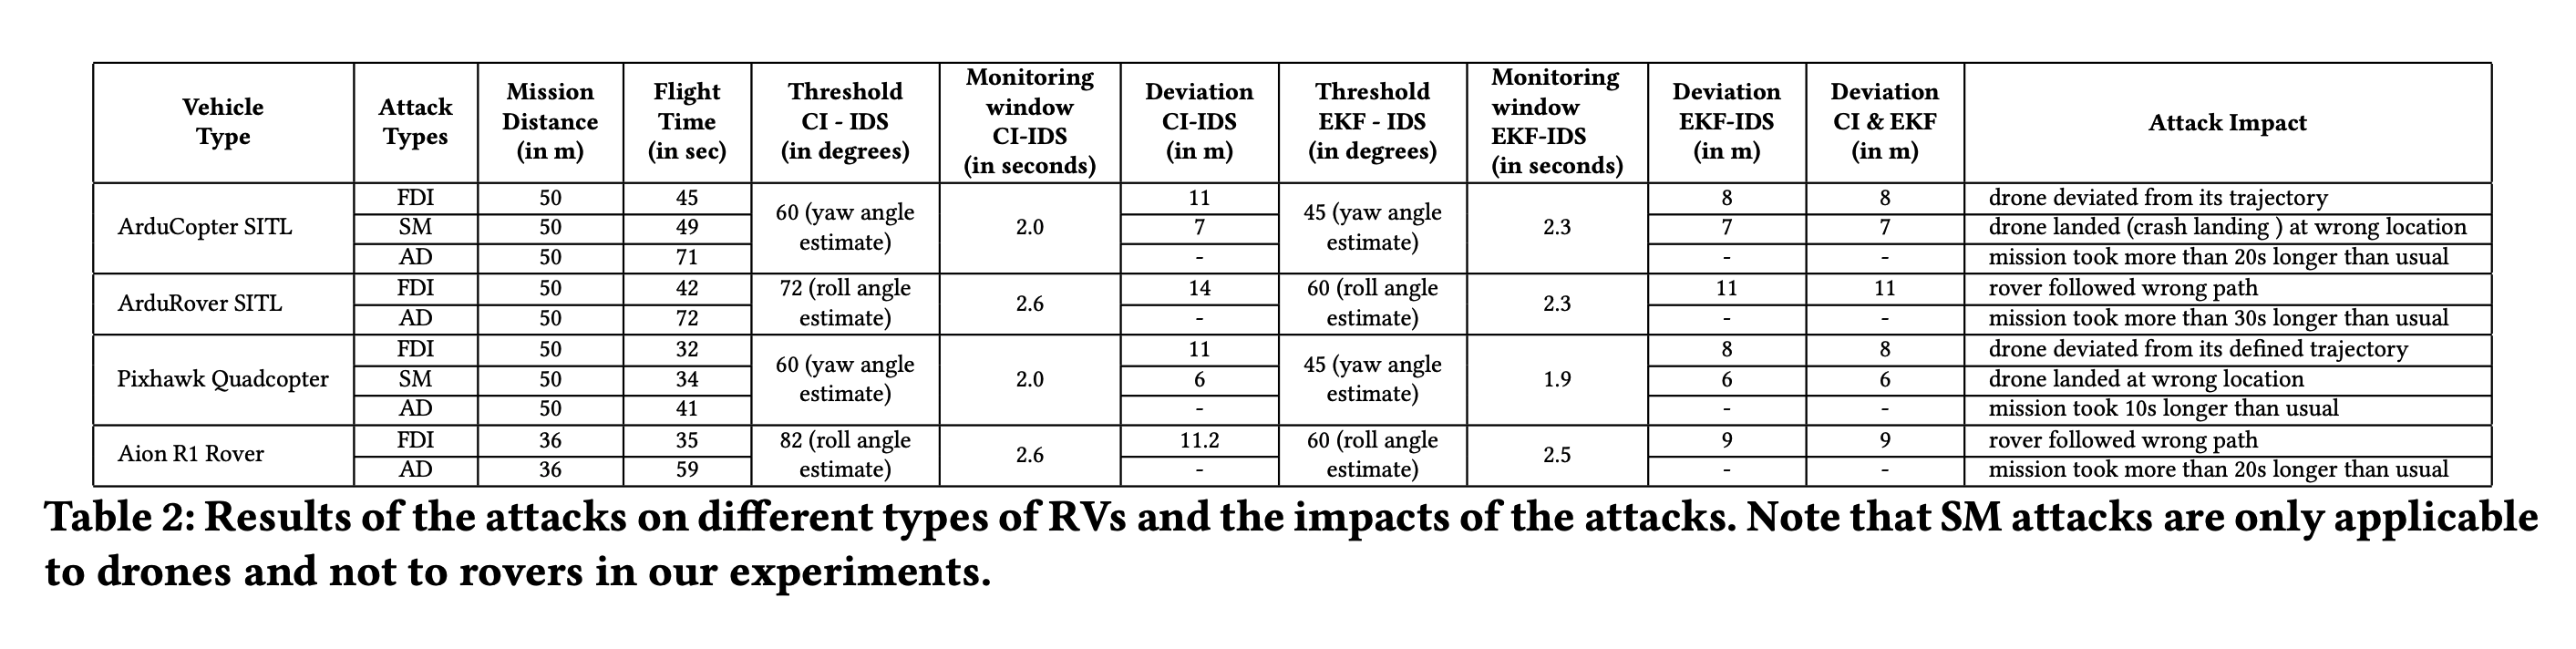 Vehicle Type | Attack Types | Mission Distance (in m) | Flight Time (in sec) | Threshold CI - IDS (in degrees) | Monitoring window CI-IDS (in seconds) | Deviation CI-IDS (in m) | Threshold EKF - IDS (in degrees) | Monitoring window EKF-IDS (in seconds) | Deviation EKF-IDS (in m) | Deviation CI & EKF (in m) | Attack Impact
ArduCopter SITL | FDI | 50 | 45 | 60 (yaw angle estimate) | 2.0 | 11 | 45 (yaw angle estimate) | 2.3 | 8 | 8 | drone deviated from its trajectory
SM | 50 | 49 | 7 | 7 | 7 | drone landed (crash landing ) at wrong location
AD | 50 | 71 | - | - | - | mission took more than 20s longer than usual
ArduRover SITL | FDI | 50 | 42 | 72 (roll angle estimate) | 2.6 | 14 | 60 (roll angle estimate) | 2.3 | 11 | 11 | rover followed wrong path
AD | 50 | 72 | - | - | - | mission took more than 30s longer than usual
Pixhawk Quadcopter | FDI | 50 | 32 | 60 (yaw angle estimate) | 2.0 | 11 | 45 (yaw angle estimate) | 1.9 | 8 | 8 | drone deviated from its defined trajectory
SM | 50 | 34 | 6 | 6 | 6 | drone landed at wrong location
AD | 50 | 41 | - | - | - | mission took 10s longer than usual
Aion R1 Rover | FDI | 36 | 35 | 82 (roll angle estimate) | 2.6 | 11.2 | 60 (roll angle estimate) | 2.5 | 9 | 9 | rover followed wrong path
AD | 36 | 59 | - | - | - | mission took more than 20s longer than usual
Table 2: Results of the attacks on different types of RVs and the impacts of the attacks. Note that SM attacks are only applicable
to drones and not to rovers in our experiments.